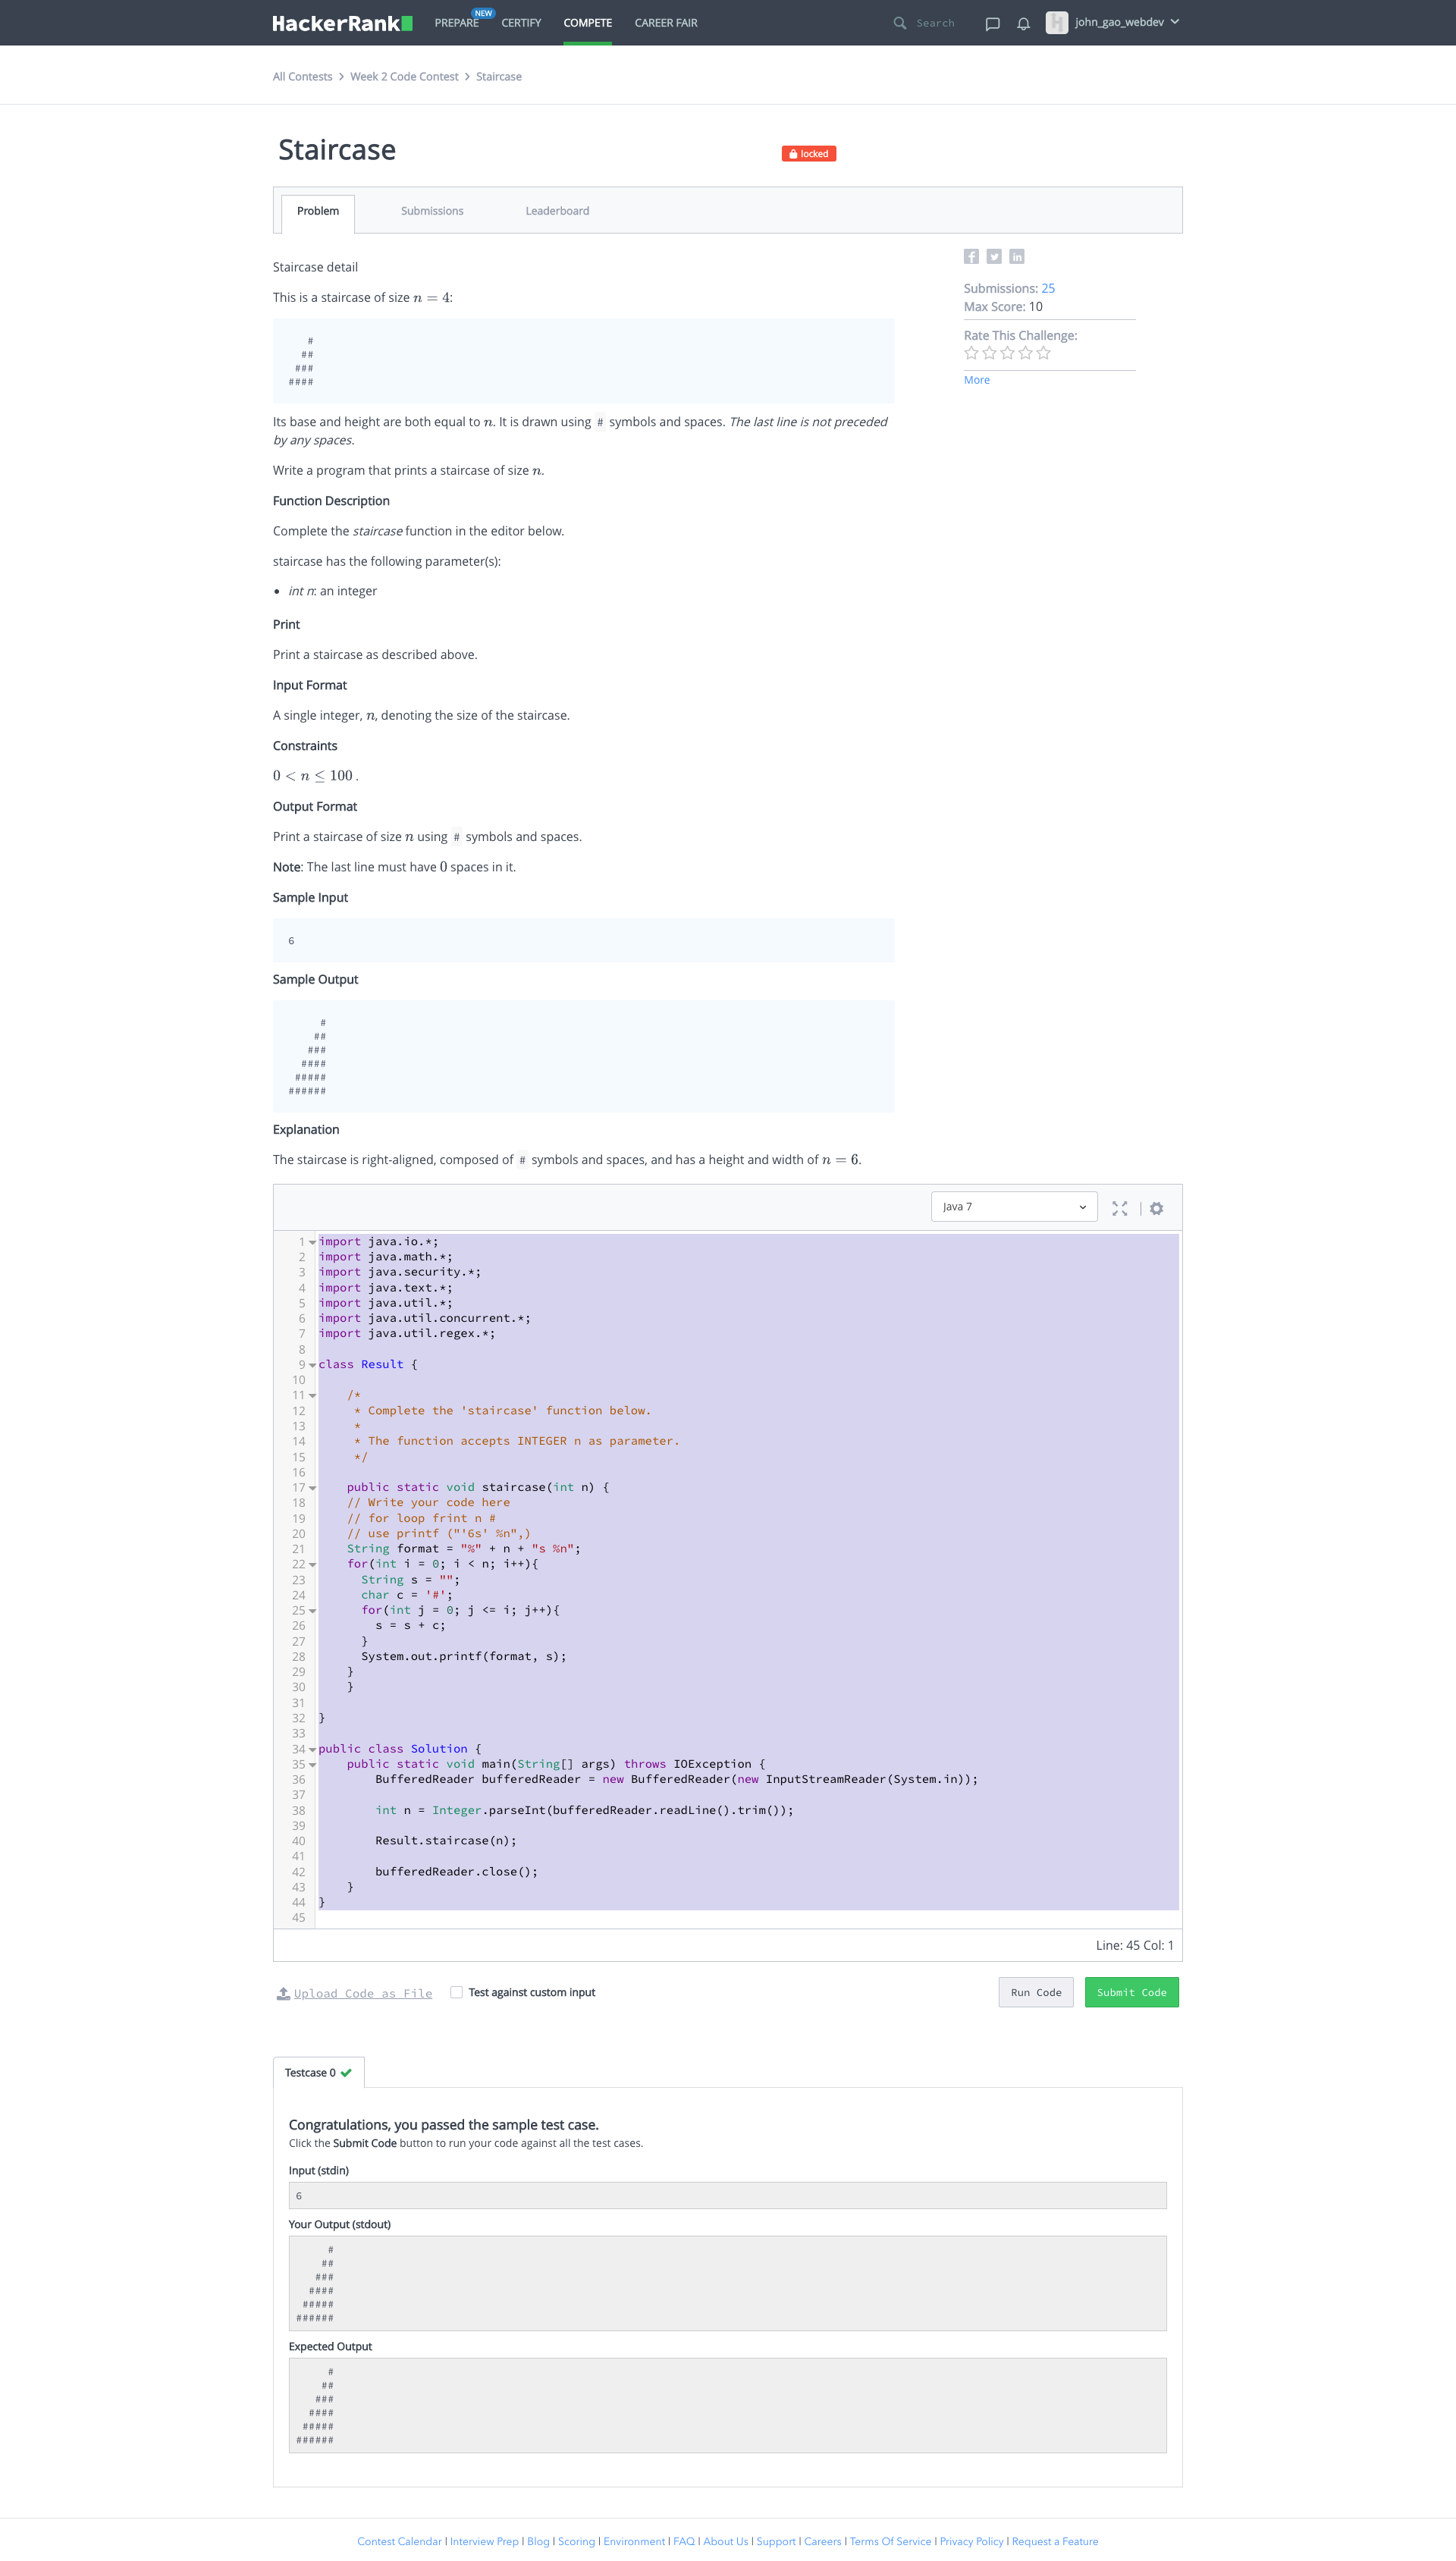 HackerRank
PREPARE NEW CERTIFY COMPETE CAREER FAIR Search john_gao_webdev
All Contests > Week 2 Code Contest > Staircase
Staircase locked
Problem Submissions Leaderboard
Staircase detail
This is a staircase of size n = 4:
   #
  ##
 ###
####
Its base and height are both equal to n. It is drawn using # symbols and spaces. The last line is not preceded
by any spaces.
Write a program that prints a staircase of size n.
Function Description
Complete the staircase function in the editor below.
staircase has the following parameter(s):
• int n: an integer
Print
Print a staircase as described above.
Input Format
A single integer, n, denoting the size of the staircase.
Constraints
0 < n ≤ 100 .
Output Format
Print a staircase of size n using # symbols and spaces.
Note: The last line must have 0 spaces in it.
Sample Input
6
Sample Output
     #
    ##
   ###
  ####
 #####
######
Explanation
The staircase is right-aligned, composed of # symbols and spaces, and has a height and width of n = 6.
Submissions: 25
Max Score: 10
Rate This Challenge:
More
Java 7
1 import java.io.*;
2 import java.math.*;
3 import java.security.*;
4 import java.text.*;
5 import java.util.*;
6 import java.util.concurrent.*;
7 import java.util.regex.*;
8
9 class Result {
10
11     /*
12      * Complete the 'staircase' function below.
13      *
14      * The function accepts INTEGER n as parameter.
15      */
16
17     public static void staircase(int n) {
18     // Write your code here
19     // for loop frint n #
20     // use printf ("'6s' %n",)
21     String format = "%" + n + "s %n";
22     for(int i = 0; i < n; i++){
23       String s = "";
24       char c = '#';
25       for(int j = 0; j <= i; j++){
26         s = s + c;
27       }
28       System.out.printf(format, s);
29     }
30     }
31
32 }
33
34 public class Solution {
35     public static void main(String[] args) throws IOException {
36         BufferedReader bufferedReader = new BufferedReader(new InputStreamReader(System.in));
37
38         int n = Integer.parseInt(bufferedReader.readLine().trim());
39
40         Result.staircase(n);
41
42         bufferedReader.close();
43     }
44 }
45
Line: 45 Col: 1
Upload Code as File Test against custom input Run Code Submit Code
Testcase 0
Congratulations, you passed the sample test case.
Click the Submit Code button to run your code against all the test cases.
Input (stdin)
6
Your Output (stdout)
     #
    ##
   ###
  ####
 #####
######
Expected Output
     #
    ##
   ###
  ####
 #####
######
Contest Calendar | Interview Prep | Blog | Scoring | Environment | FAQ | About Us | Support | Careers | Terms Of Service | Privacy Policy | Request a Feature